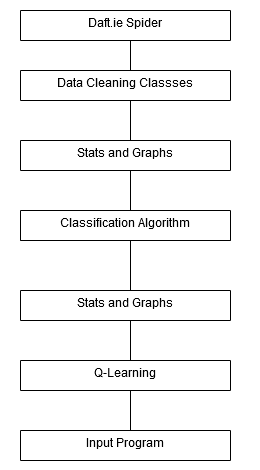 Daft.ie Spider
Data Cleaning Classses
Stats and Graphs
Classification Algorithm
Stats and Graphs
Q-Learning
Input Program